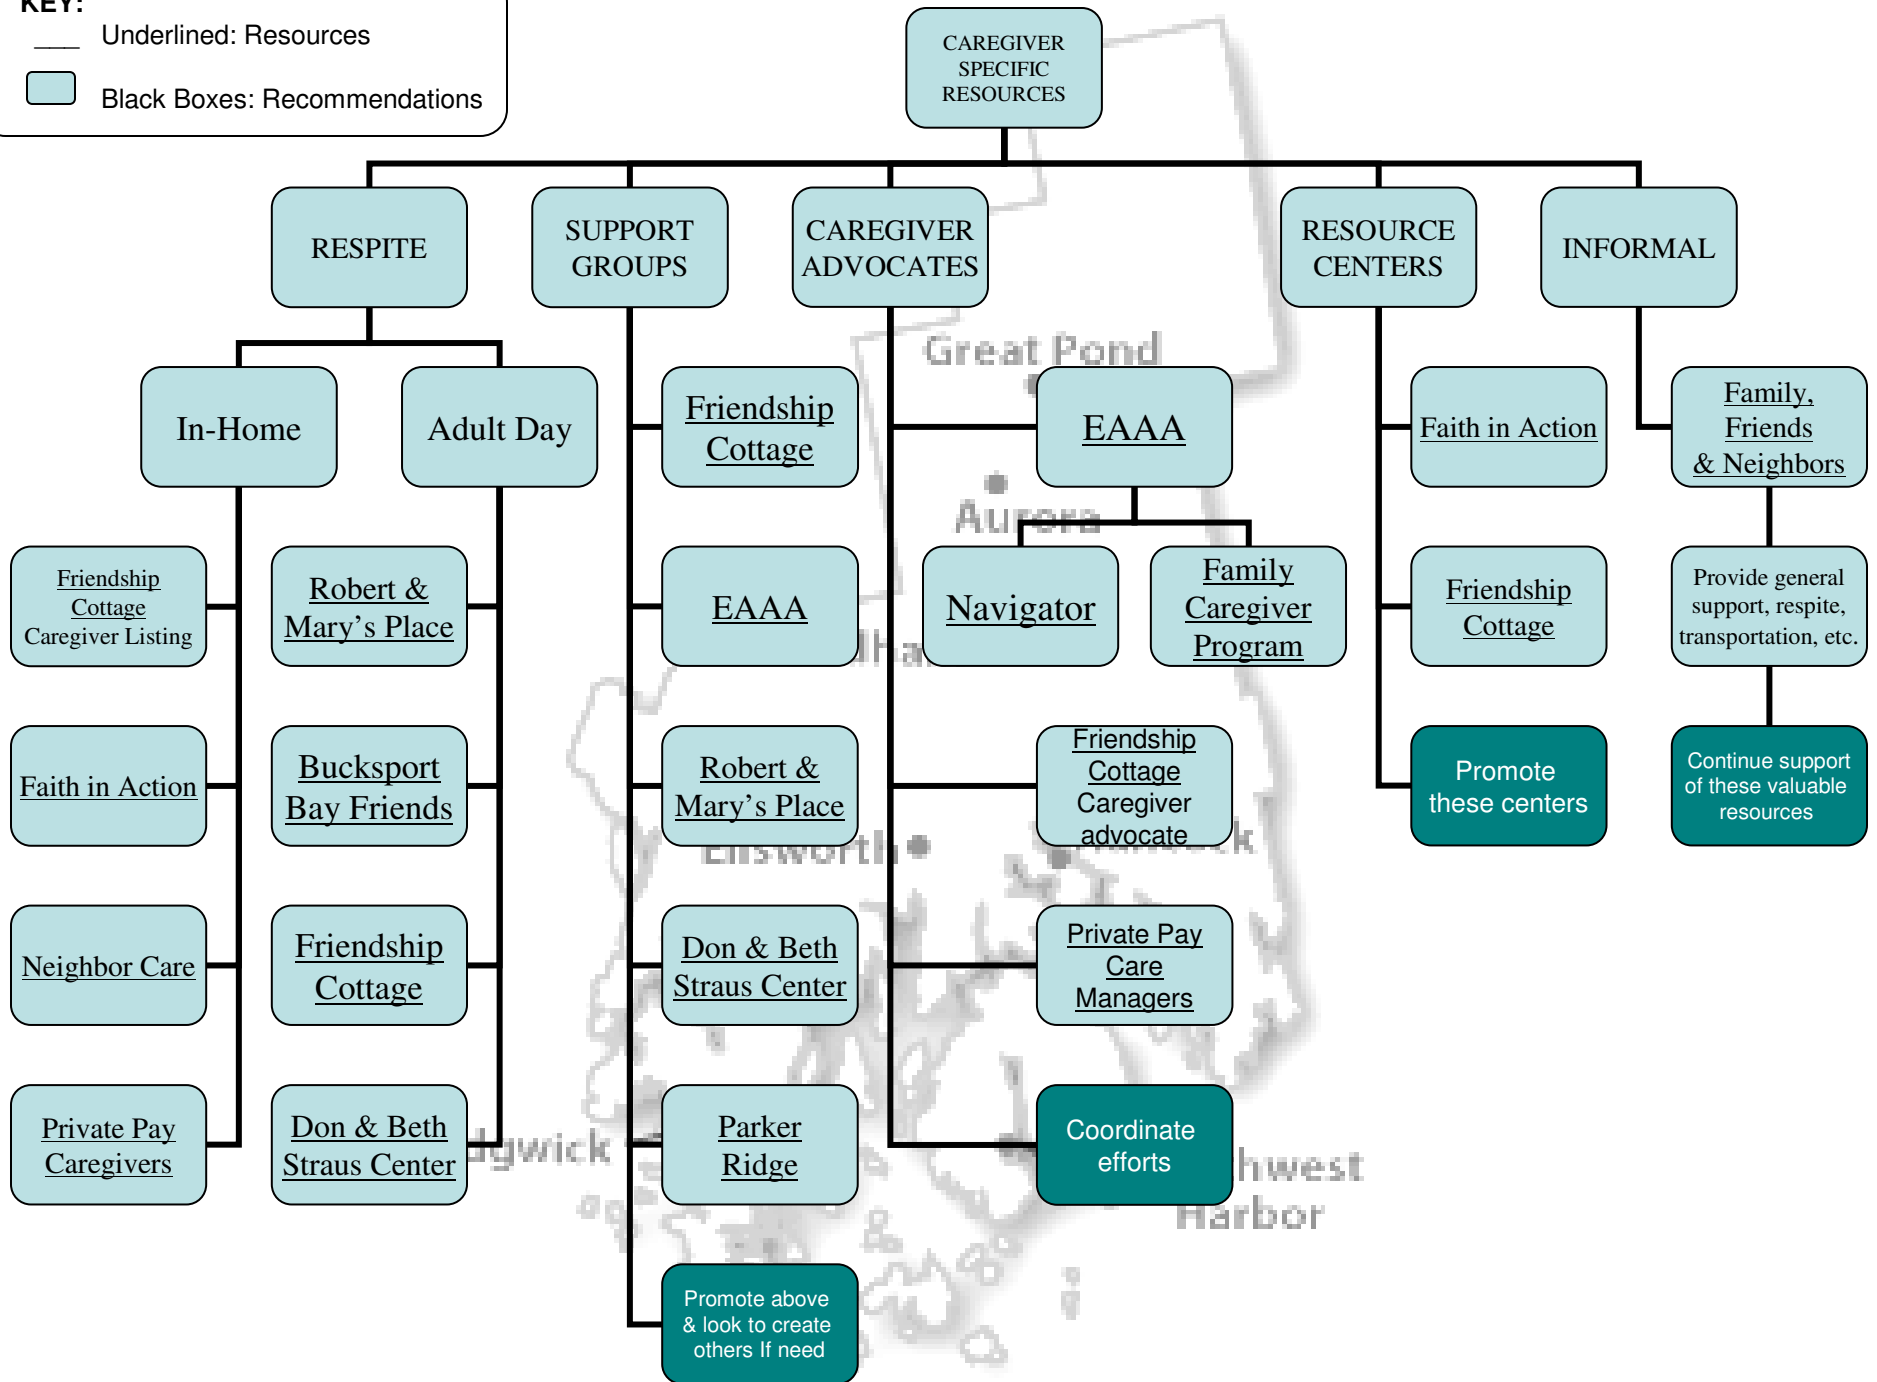 KEY:
___ Underlined: Resources
Black Boxes: Recommendations
CAREGIVER
SPECIFIC
RESOURCES
RESPITE
SUPPORT
GROUPS
CAREGIVER
ADVOCATES
RESOURCE
CENTERS
INFORMAL
In-Home
Adult Day
Friendship
Cottage
Caregiver Listing
Faith in Action
Neighbor Care
Private Pay
Caregivers
Robert &
Mary's Place
Bucksport
Bay Friends
Friendship
Cottage
Don & Beth
Straus Center
Friendship
Cottage
EAAA
Robert &
Mary's Place
Don & Beth
Straus Center
Parker
Ridge
Promote above
& look to create
others If need
EAAA
Navigator
Family
Caregiver
Program
Friendship
Cottage
Caregiver
advocate
Private Pay
Care
Managers
Coordinate
efforts
Faith in Action
Friendship
Cottage
Promote
these centers
Family,
Friends
& Neighbors
Provide general
support, respite,
transportation, etc.
Continue support
of these valuable
resources
Great Pond
Aurora
Ellsworth
dgwick
hwest
Harbor